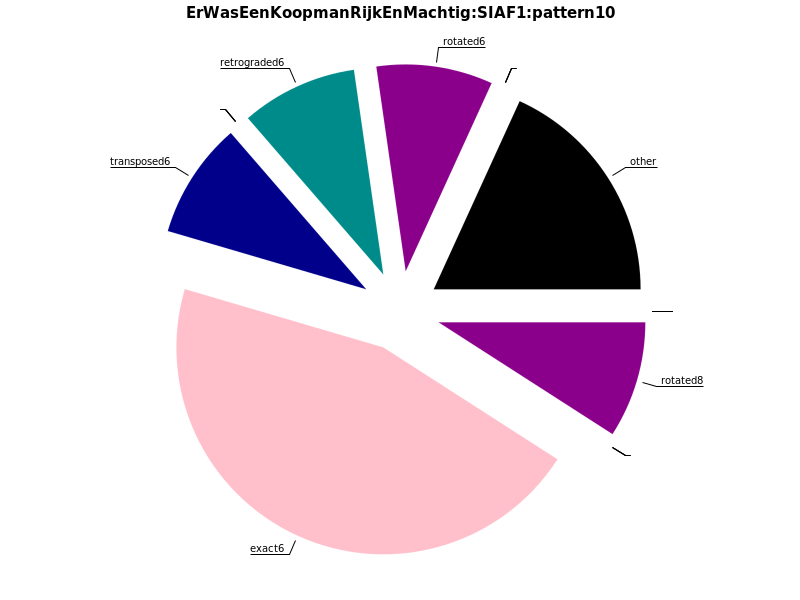 ErWasEenKoopmanRijkEnMachtig:SIAF1:pattern10
rotated6
retrograded6
transposed6
other
rotated8
exact6